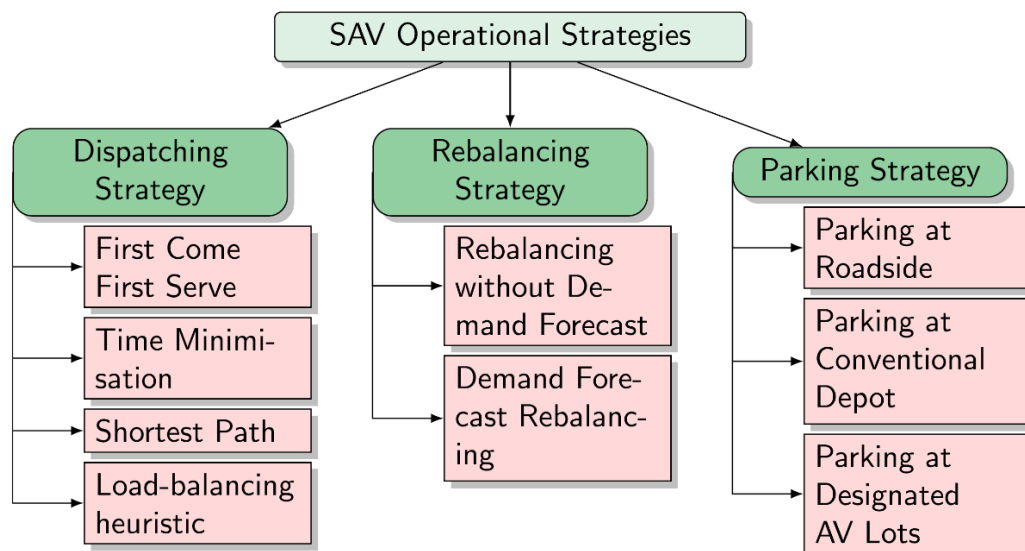 SAV Operational Strategies
Dispatching
Strategy
First Come
First Serve
Time Minimi-
sation
Shortest Path
Load-balancing
heuristic
Rebalancing
Strategy
Rebalancing
without De-
mand Forecast
Demand Fore-
cast Rebalanc-
ing
Parking Strategy
Parking at
Roadside
Parking at
Conventional
Depot
Parking at
Designated
AV Lots